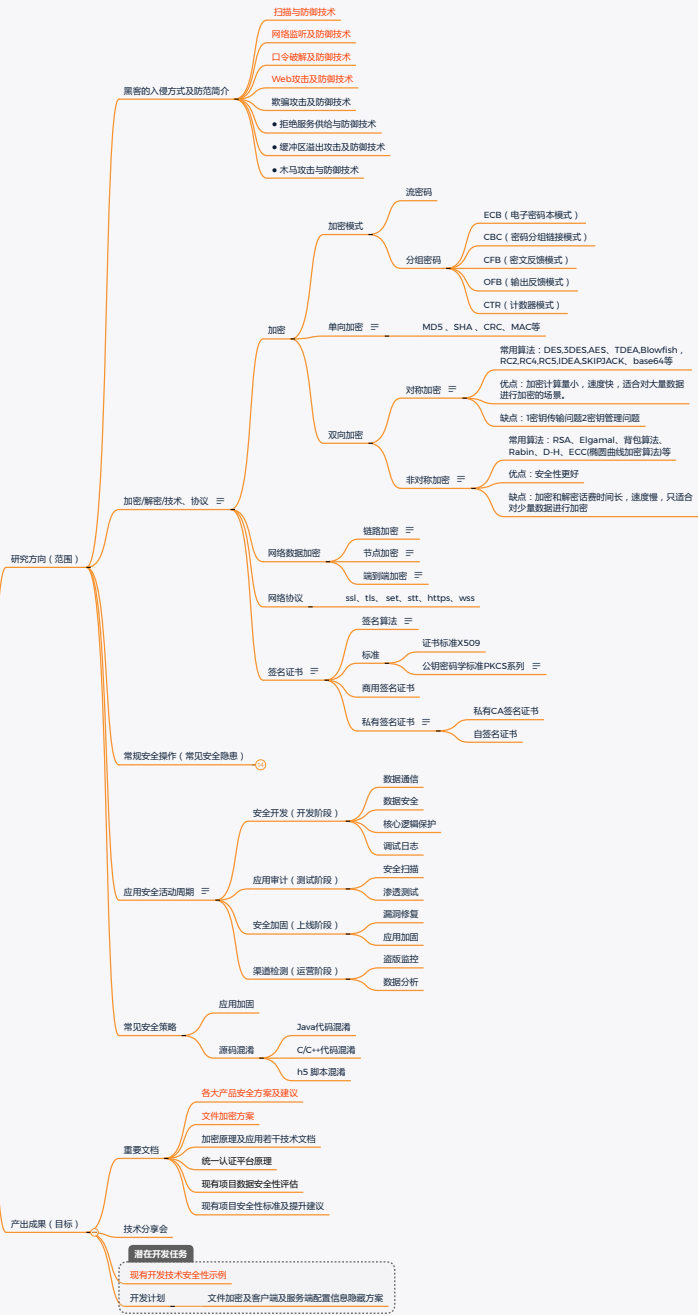 研究方向（范围）
黑客的入侵方式及防范简介
扫描与防御技术
网络监听及防御技术
口令破解及防御技术
Web攻击及防御技术
欺骗攻击及防御技术
● 拒绝服务供给与防御技术
● 缓冲区溢出攻击及防御技术
● 木马攻击与防御技术
加密/解密/技术、协议
加密
加密模式
流密码
分组密码
ECB（电子密码本模式）
CBC（密码分组链接模式）
CFB（密文反馈模式）
OFB（输出反馈模式）
CTR（计数器模式）
单向加密
MD5 、SHA 、CRC、MAC等
双向加密
对称加密
常用算法：DES,3DES,AES、TDEA,Blowfish，
RC2,RC4,RC5,IDEA,SKIPJACK、base64等
优点：加密计算量小，速度快，适合对大量数据
进行加密的场景。
缺点：1密钥传输问题2密钥管理问题
非对称加密
常用算法：RSA、Elgamal、背包算法、
Rabin、D-H、ECC(椭圆曲线加密算法)等
优点：安全性更好
缺点：加密和解密话费时间长，速度慢，只适合
对少量数据进行加密
网络数据加密
链路加密
节点加密
端到端加密
网络协议
ssl、tls、 set、stt、https、wss
签名证书
签名算法
标准
证书标准X509
公钥密码学标准PKCS系列
商用签名证书
私有签名证书
私有CA签名证书
自签名证书
常规安全操作（常见安全隐患）
14
应用安全活动周期
安全开发（开发阶段）
数据通信
数据安全
核心逻辑保护
调试日志
应用审计（测试阶段）
安全扫描
渗透测试
安全加固（上线阶段）
漏洞修复
应用加固
渠道检测（运营阶段）
盗版监控
数据分析
常见安全策略
应用加固
源码混淆
Java代码混淆
C/C++代码混淆
h5 脚本混淆
产出成果（目标）
重要文档
各大产品安全方案及建议
文件加密方案
加密原理及应用若干技术文档
统一认证平台原理
现有项目数据安全性评估
现有项目安全性标准及提升建议
技术分享会
潜在开发任务
现有开发技术安全性示例
开发计划
文件加密及客户端及服务端配置信息隐藏方案